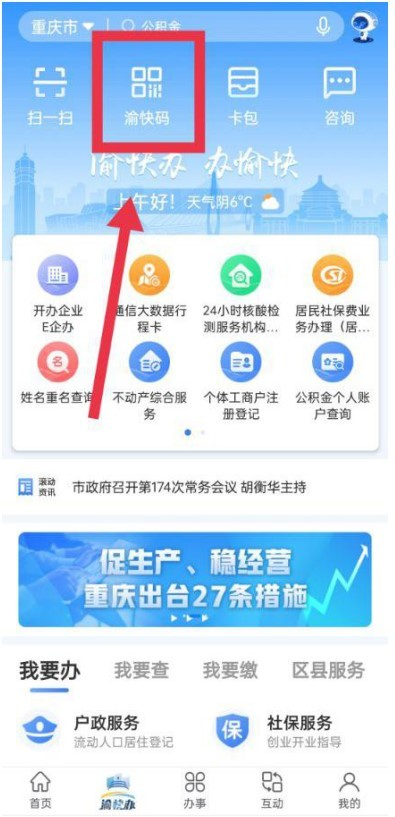 重庆市 公积金
扫一扫 渝快码 卡包 咨询
渝快办 办愉快
上午好! 天气阴6°C
开办企业 通信大数据行 24小时核酸检 居民社保费业
E企办 程卡 测服务机构... 务办理（居...
姓名重名查询 不动产综合服 个体工商户注 公积金个人账
务 册登记 户查询
滚动
资讯 市政府召开第174次常务会议 胡衡华主持
促生产、稳经营
重庆出台27条措施
我要办 我要查 我要缴 区县服务
户政服务 保 社保服务
流动人口居住登记 创业开业指导
首页 渝快办 办事 互动 我的